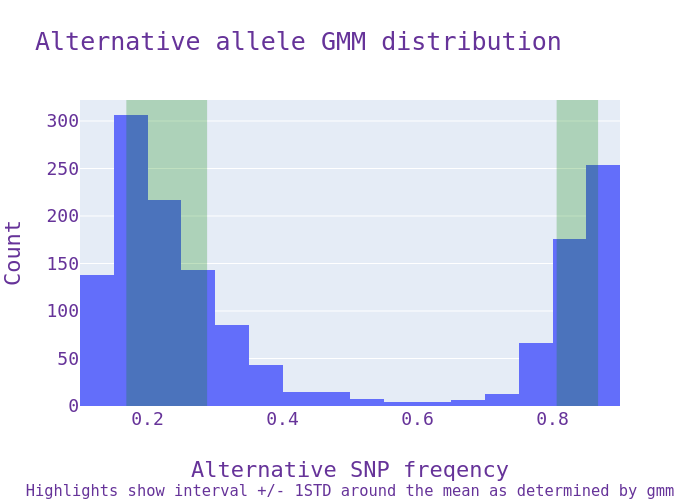 Alternative allele GMM distribution
300
250
200
150
100
50
0
Count
0.2
0.4
0.6
0.8
Alternative SNP freqency
Highlights show interval +/- 1STD around the mean as determined by gmm